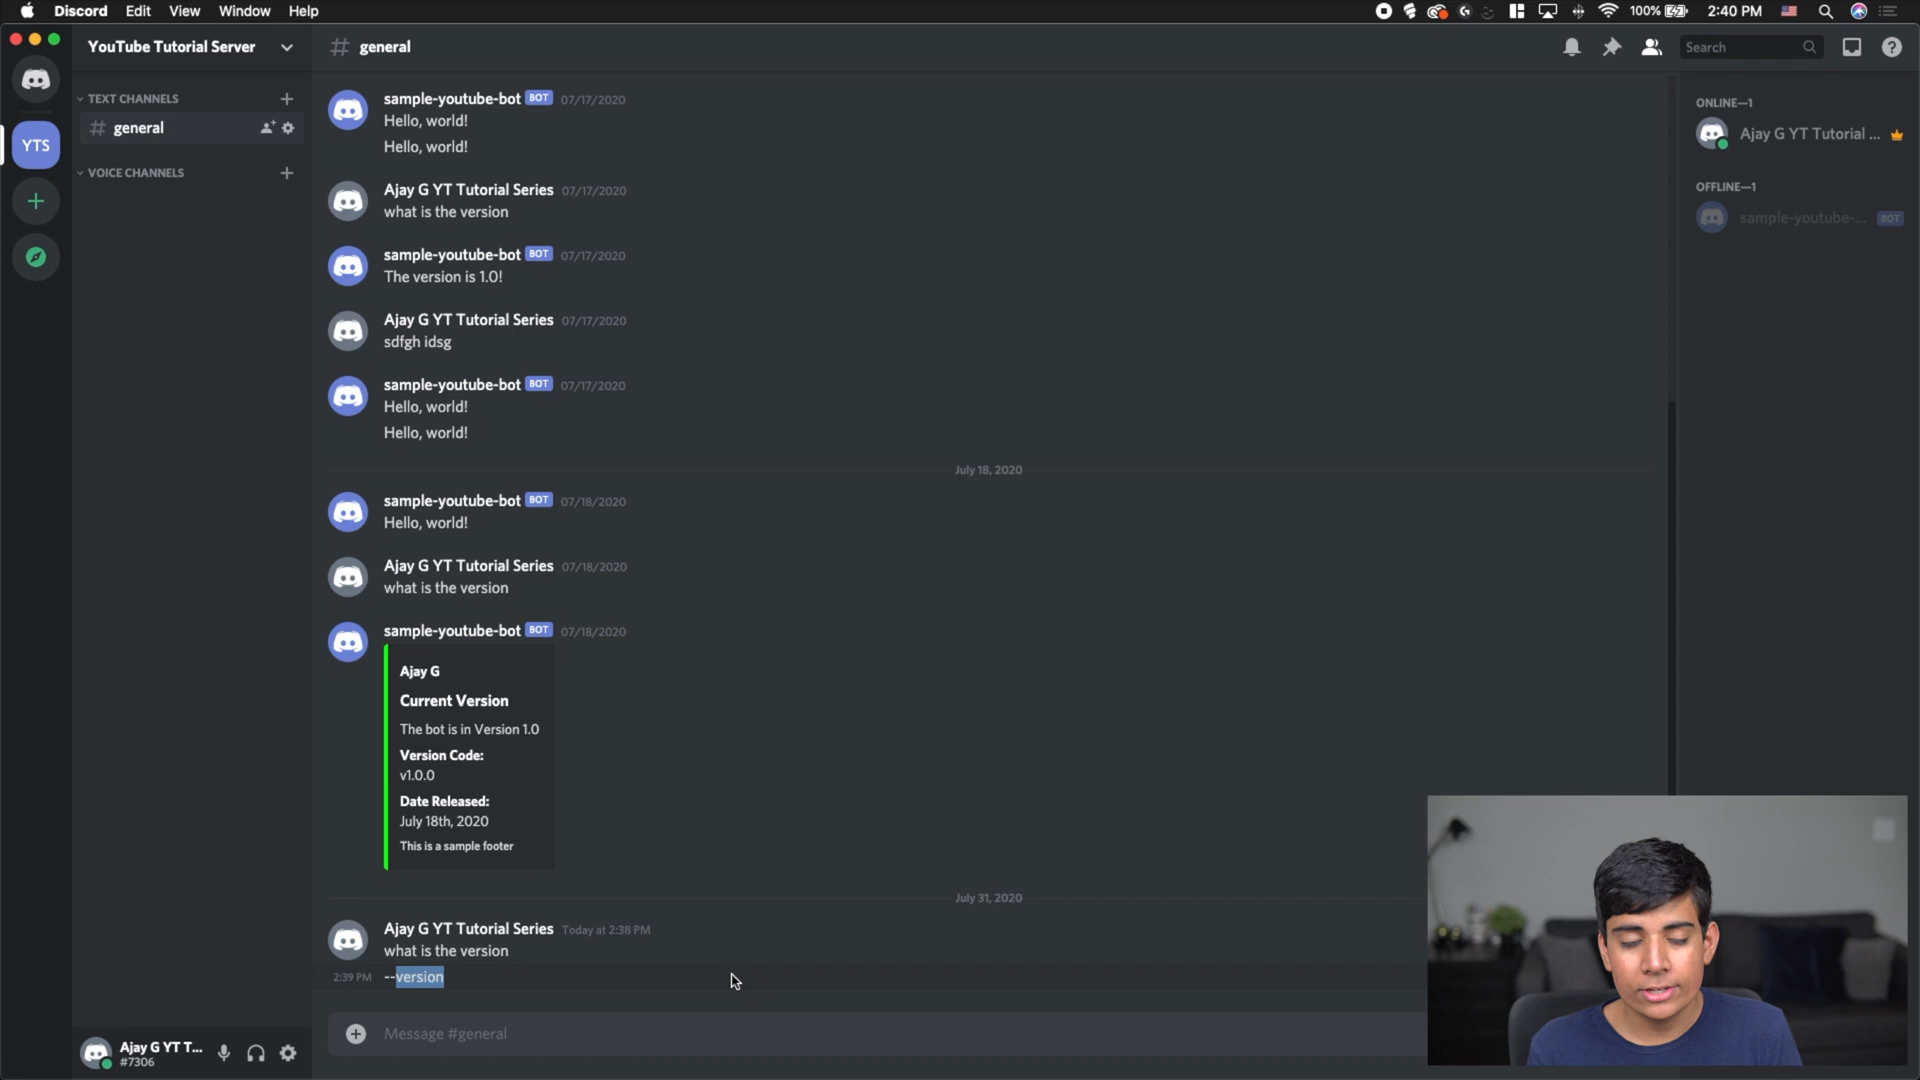 Discord Edit View Window Help
100% 2:40 PM
YouTube Tutorial Server
# general
Search
TEXT CHANNELS
general
VOICE CHANNELS
YTS
sample-youtube-bot BOT 07/17/2020
Hello, world!
Hello, world!
Ajay G YT Tutorial Series 07/17/2020
what is the version
sample-youtube-bot BOT 07/17/2020
The version is 1.0!
Ajay G YT Tutorial Series 07/17/2020
sdfgh idsg
sample-youtube-bot BOT 07/17/2020
Hello, world!
Hello, world!
July 18, 2020
sample-youtube-bot BOT 07/18/2020
Hello, world!
Ajay G YT Tutorial Series 07/18/2020
what is the version
sample-youtube-bot BOT 07/18/2020
Ajay G
Current Version
The bot is in Version 1.0
Version Code:
v1.0.0
Date Released:
July 18th, 2020
This is a sample footer
July 31, 2020
Ajay G YT Tutorial Series Today at 2:38 PM
what is the version
2:39 PM --version
Message #general
Ajay G YT T...
#7306
ONLINE—1
Ajay G YT Tutorial ...
OFFLINE—1
sample-youtube-... BOT